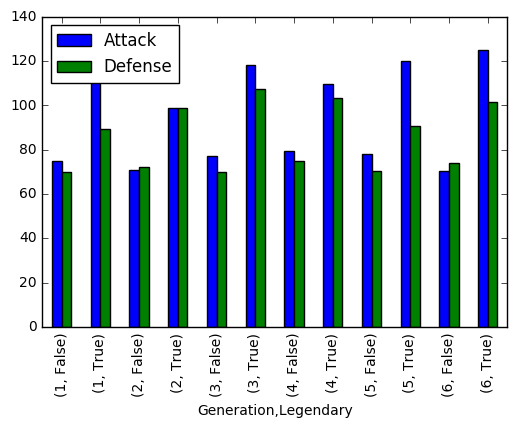 140
120
100
80
60
40
20
0
Attack
Defense
(1, False)
(1, True)
(2, False)
(2, True)
(3, False)
(3, True)
(4, False)
(4, True)
(5, False)
(5, True)
(6, False)
(6, True)
Generation,Legendary